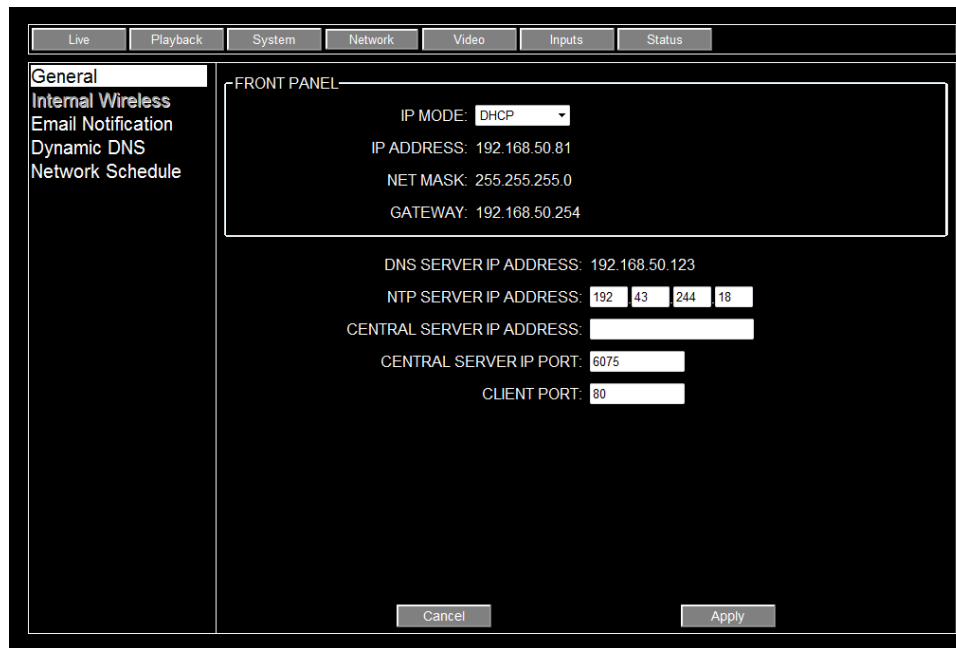 Live Playback System Network Video Inputs Status
General
Internal Wireless
Email Notification
Dynamic DNS
Network Schedule
FRONT PANEL
IP MODE: DHCP
IP ADDRESS: 192.168.50.81
NET MASK: 255.255.255.0
GATEWAY: 192.168.50.254
DNS SERVER IP ADDRESS: 192.168.50.123
NTP SERVER IP ADDRESS: 192 . 43 . 244 . 18
CENTRAL SERVER IP ADDRESS:
CENTRAL SERVER IP PORT: 6075
CLIENT PORT: 80
Cancel Apply